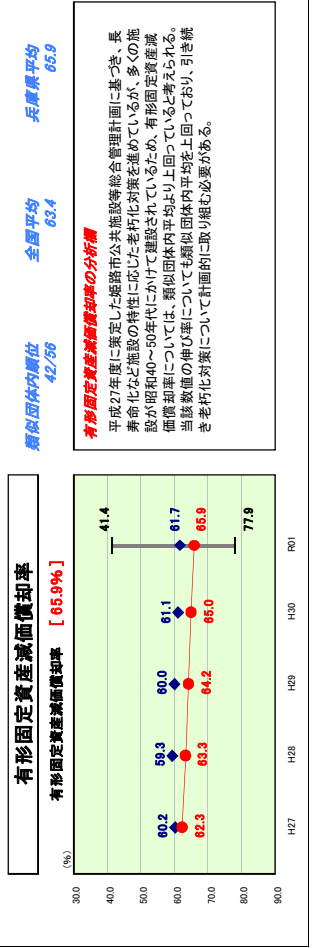 有形固定資産減価償却率
有形固定資産減価償却率 [ 65.9% ]
(%)
30.0
40.0
50.0
60.0
70.0
80.0
90.0
60.2
59.3
60.0
61.1
61.7
62.3
63.3
64.2
65.0
65.9
41.4
77.9
H27
H28
H29
H30
R01
類似団体内順位
42/56
全国平均
63.4
兵庫県平均
65.9
有形固定資産減価償却率の分析欄
平成27年度に策定した姫路市公共施設等総合管理計画に基づき、長
寿命化など施設の特性に応じた老朽化対策を進めているが、多くの施
設が昭和40～50年代にかけて建設されているため、有形固定資産減
価償却率については、類似団体内平均より上回っていると考えられる。
当該数値の伸び率についても類似団体内平均を上回っており、引き続
き老朽化対策について計画的に取り組む必要がある。